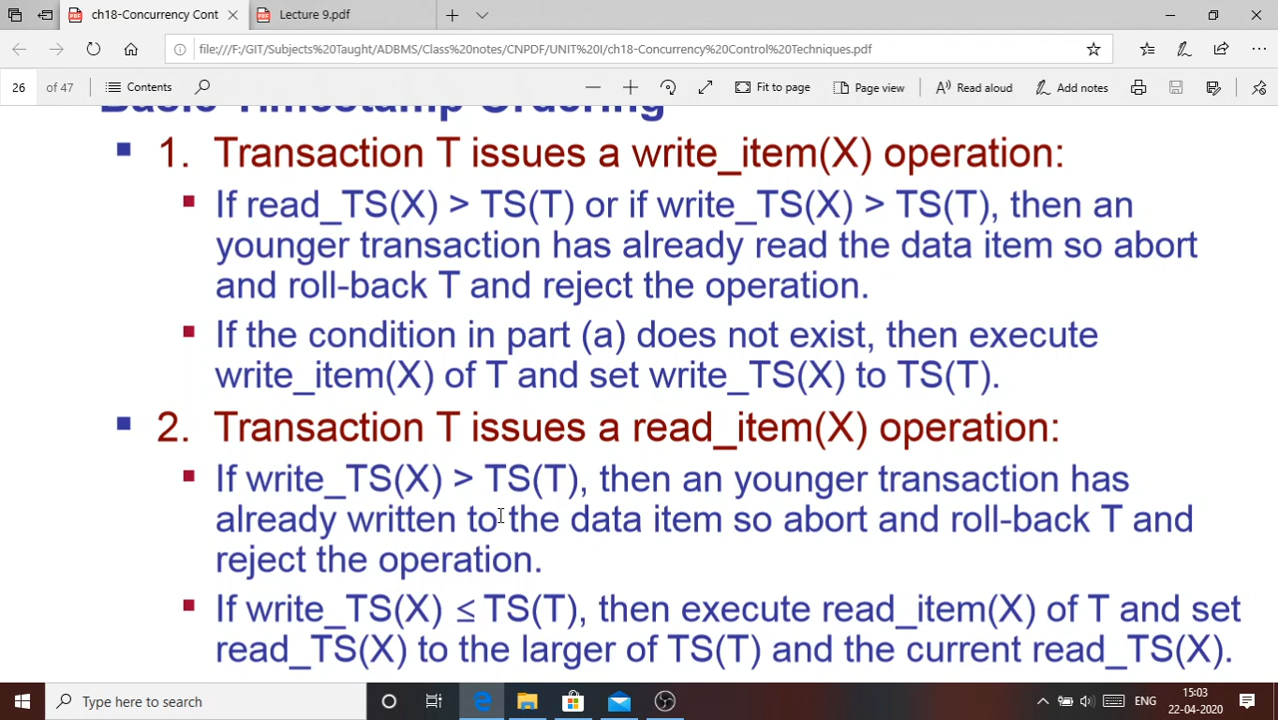 ch18-Concurrency Cont
Lecture 9.pdf
file:///F:/GIT/Subjects%20Taught/ADBMS/Class%20notes/CNPDF/UNIT%20I/ch18-Concurrency%20Control%20Techniques.pdf
26 of 47 Contents Fit to page Page view Read aloud Add notes
Basic Timestamp Ordering
1. Transaction T issues a write_item(X) operation:
If read_TS(X) > TS(T) or if write_TS(X) > TS(T), then an
younger transaction has already read the data item so abort
and roll-back T and reject the operation.
If the condition in part (a) does not exist, then execute
write_item(X) of T and set write_TS(X) to TS(T).
2. Transaction T issues a read_item(X) operation:
If write_TS(X) > TS(T), then an younger transaction has
already written to the data item so abort and roll-back T and
reject the operation.
If write_TS(X) ≤ TS(T), then execute read_item(X) of T and set
read_TS(X) to the larger of TS(T) and the current read_TS(X).
Type here to search
ENG
15:03
22-04-2020